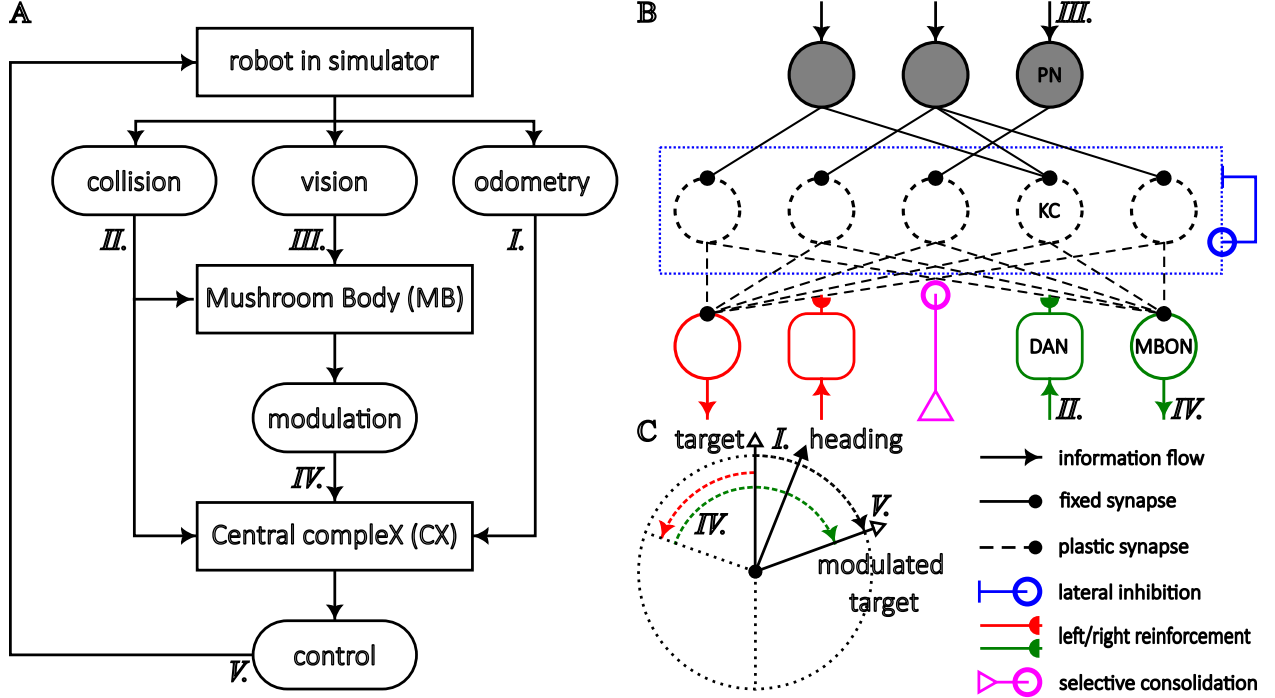 A
robot in simulator
collision
vision
odometry
II.
III.
I.
Mushroom Body (MB)
modulation
IV.
Central compleX (CX)
control
V.
B
III.
PN
KC
DAN
MBON
II.
IV.
C
target
I.
heading
IV.
V.
modulated
target
information flow
fixed synapse
plastic synapse
lateral inhibition
left/right reinforcement
selective consolidation